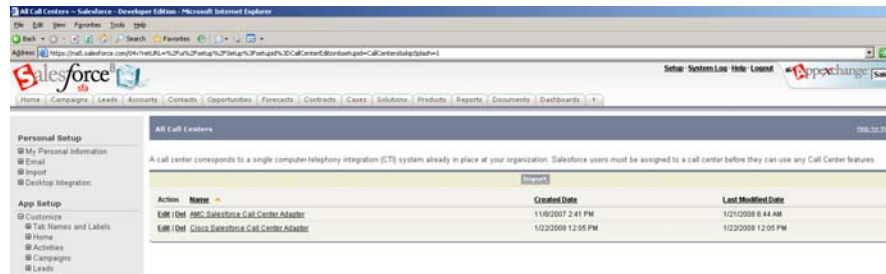 All Call Centers ~ Salesforce - Developer Edition - Microsoft Internet Explorer
File Edit View Favorites Tools Help
Back Search Favorites
Address https://na5.salesforce.com/
salesforce sfa
Setup · System Log · Help · Logout
Appexchange
Home Campaigns Leads Accounts Contacts Opportunities Forecasts Contracts Cases Solutions Products Reports Documents Dashboards
Personal Setup
My Personal Information
Email
Import
Desktop Integration
App Setup
Customize
Tab Names and Labels
Home
Activities
Campaigns
Leads
All Call Centers
Help for
A call center corresponds to a single computer-telephony integration (CTI) system already in place at your organization. Salesforce users must be assigned to a call center before they can use any Call Center features.
Import
Action Name Created Date Last Modified Date
Edit | Del AMC Salesforce Call Center Adapter 11/8/2007 2:41 PM 1/21/2008 6:44 AM
Edit | Del Cisco Salesforce Call Center Adapter 1/22/2008 12:05 PM 1/22/2008 12:05 PM